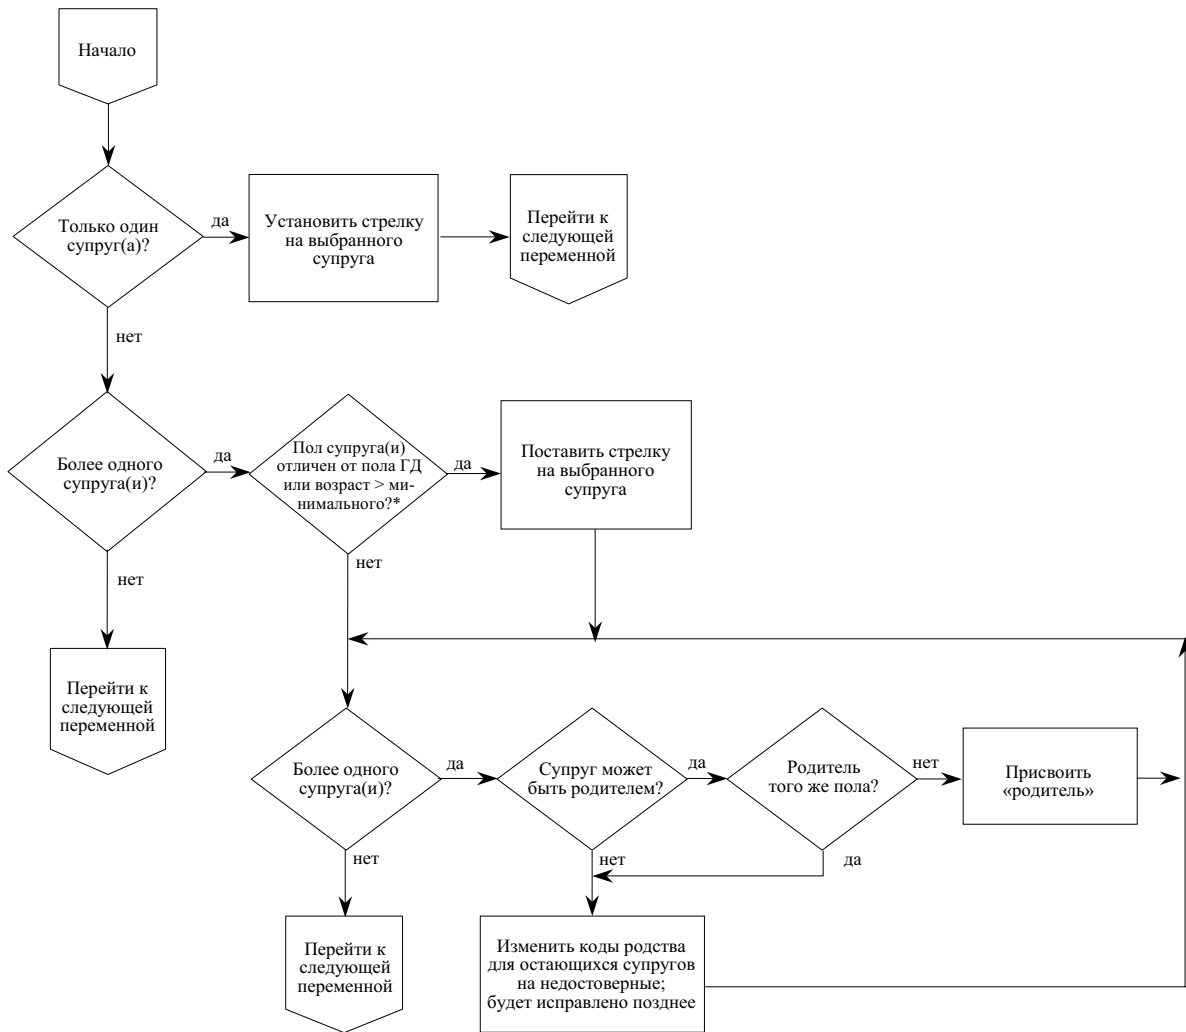 Начало
Только один
супруг(а)?
да
Установить стрелку
на выбранного
супруга
Перейти к
следующей
переменной
нет
Более одного
супруга(и)?
да
Пол супруга(и)
отличен от пола ГД
или возраст > ми-
нимального?*
да
Поставить стрелку
на выбранного
супруга
нет
нет
Перейти к
следующей
переменной
Более одного
супруга(и)?
да
Супруг может
быть родителем?
да
Родитель
того же пола?
нет
Присвоить
«родитель»
нет
нет
да
Перейти к
следующей
переменной
Изменить коды родства
для остающихся супругов
на недостоверные;
будет исправлено позднее